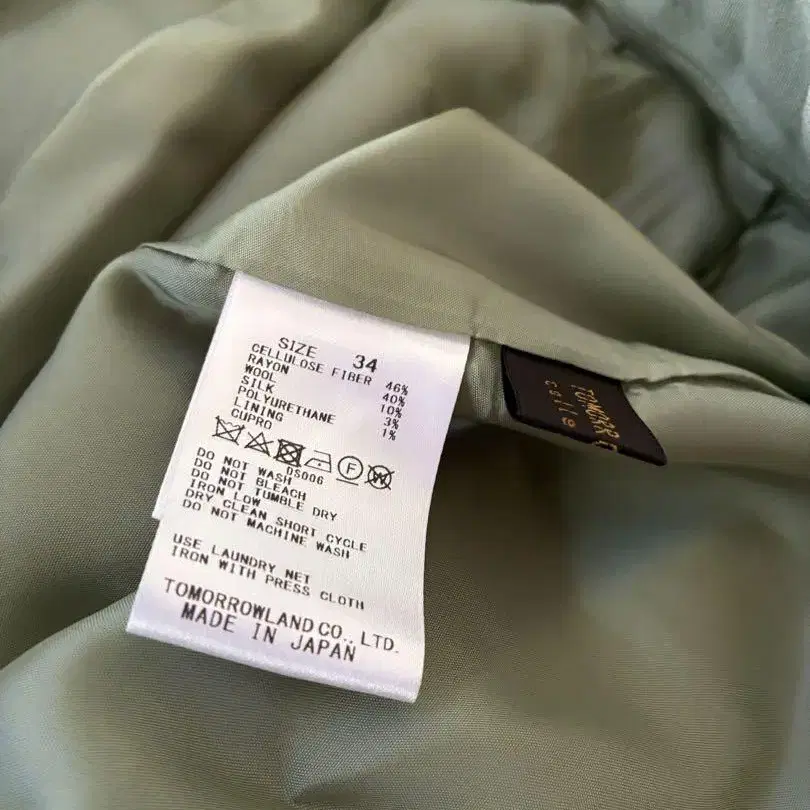 SIZE 34
CELLULOSE FIBER 46%
RAYON 40%
WOOL 10%
SILK 3%
POLYURETHANE 1%
LINING
CUPRO
DS006
DO NOT WASH
DO NOT BLEACH
DO NOT TUMBLE DRY
IRON LOW
DRY CLEAN SHORT CYCLE
DO NOT MACHINE WASH
USE LAUNDRY NET
IRON WITH PRESS CLOTH
TOMORROWLAND CO., LTD.
MADE IN JAPAN